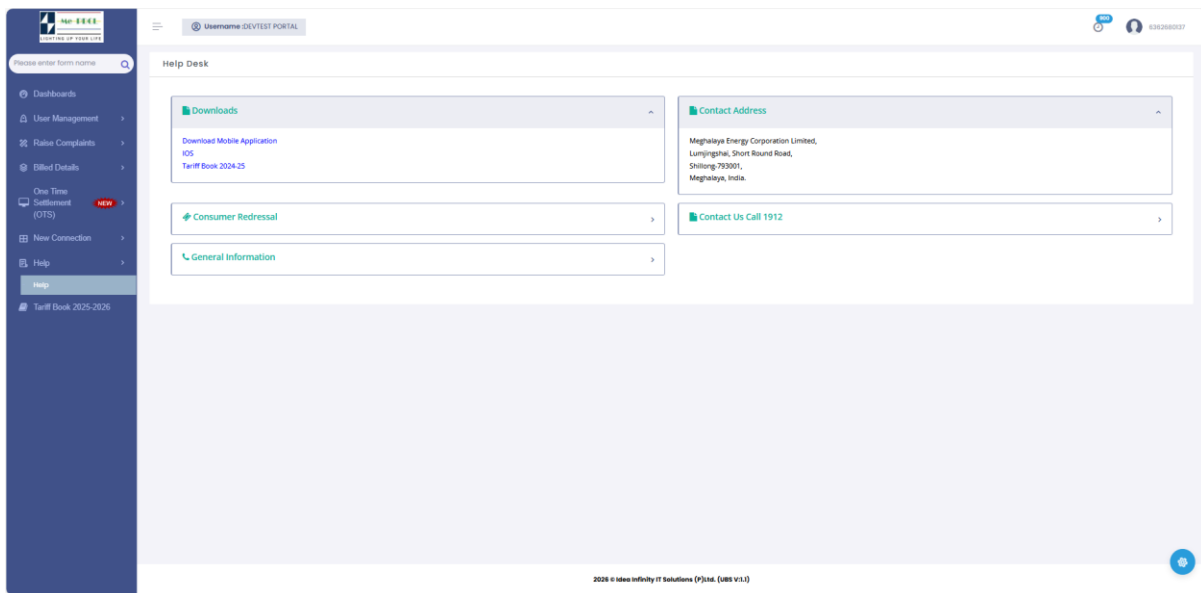 Me-PDCL
LIGHTING UP YOUR LIFE
Please enter form name
Dashboards
User Management
Raise Complaints
Billed Details
One Time
Settlement
(OTS)
NEW
New Connection
Help
Help
Tariff Book 2025-2026
Username :DEVTEST PORTAL
900
6362680137
Help Desk
Downloads
Download Mobile Application
IOS
Tariff Book 2024-25
Contact Address
Meghalaya Energy Corporation Limited,
Lumjingshai, Short Round Road,
Shillong-793001,
Meghalaya, India.
Consumer Redressal
Contact Us Call 1912
General Information
2026 © Idea Infinity IT Solutions (P)Ltd. (UBS V:1.1)